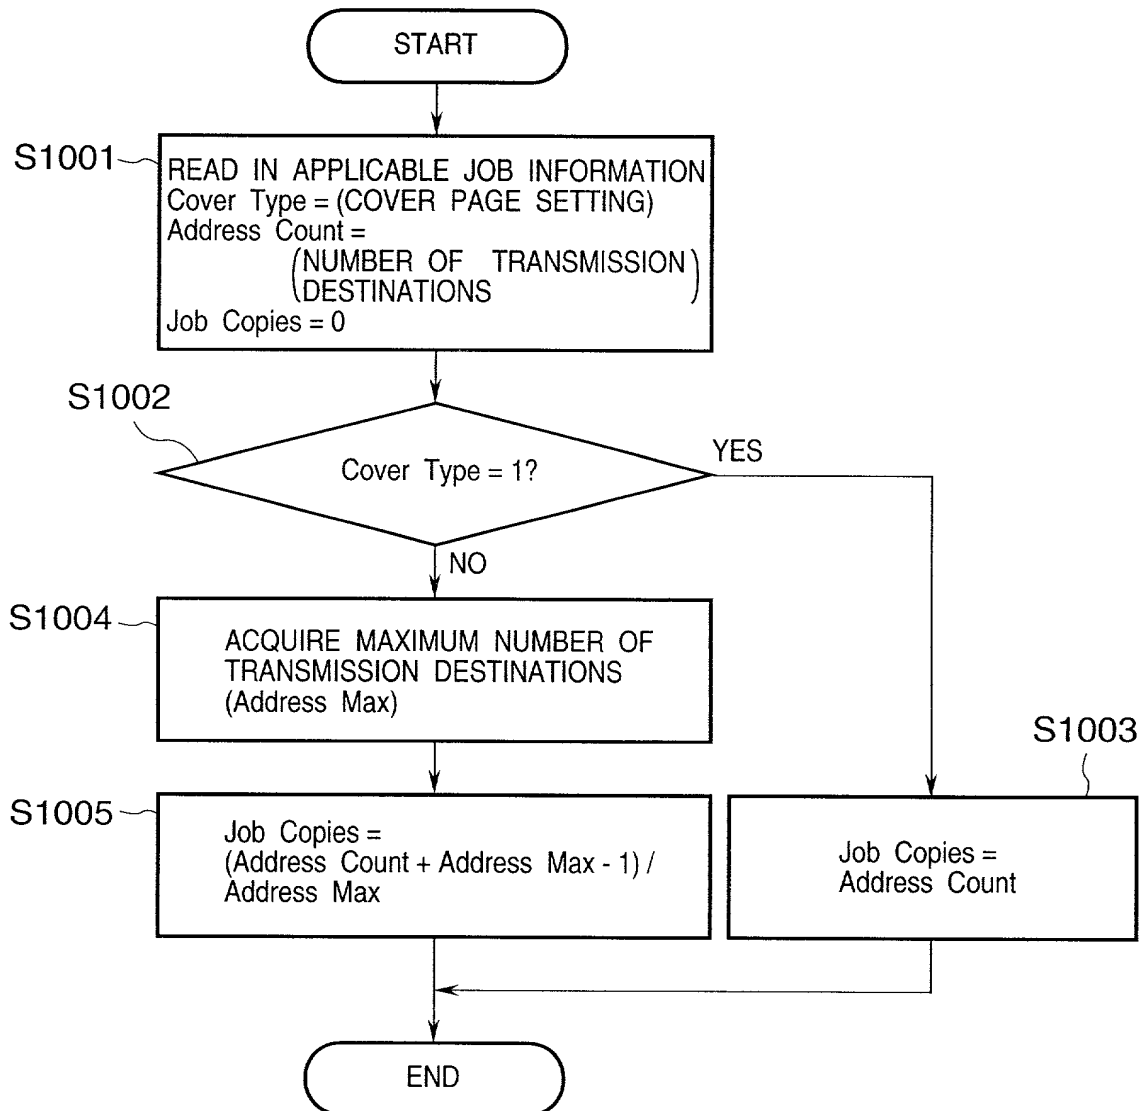 START
S1001
READ IN APPLICABLE JOB INFORMATION
Cover Type = (COVER PAGE SETTING)
Address Count =
(NUMBER OF TRANSMISSION
DESTINATIONS)
Job Copies = 0
S1002
Cover Type = 1?
YES
NO
S1004
ACQUIRE MAXIMUM NUMBER OF
TRANSMISSION DESTINATIONS
(Address Max)
S1005
Job Copies =
(Address Count + Address Max - 1) /
Address Max
S1003
Job Copies =
Address Count
END